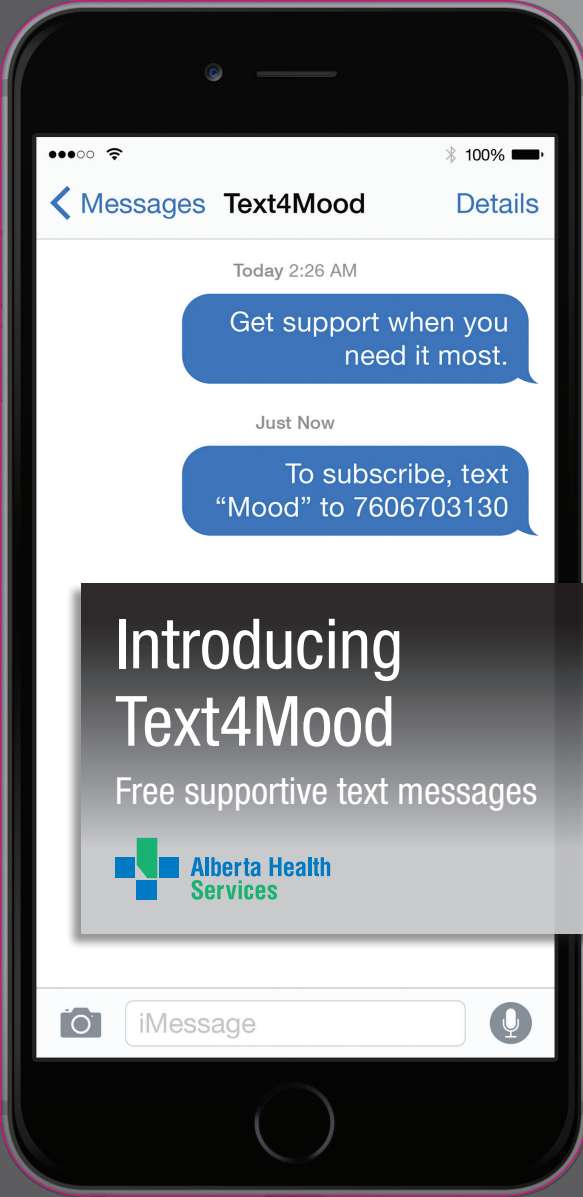 100%
Messages Text4Mood Details
Today 2:26 AM
Get support when you
need it most.
Just Now
To subscribe, text
“Mood” to 7606703130
Introducing
Text4Mood
Free supportive text messages
Alberta Health
Services
iMessage